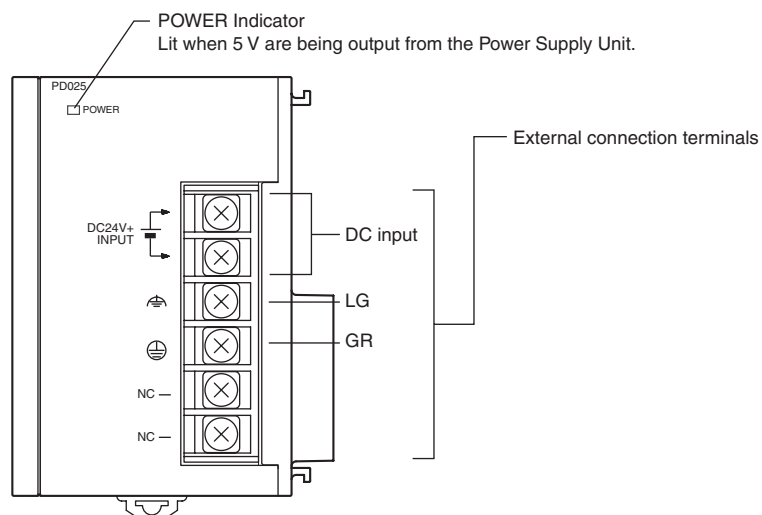 POWER Indicator
Lit when 5 V are being output from the Power Supply Unit.
PD025
POWER
External connection terminals
DC24V+
INPUT
DC input
LG
GR
NC
NC